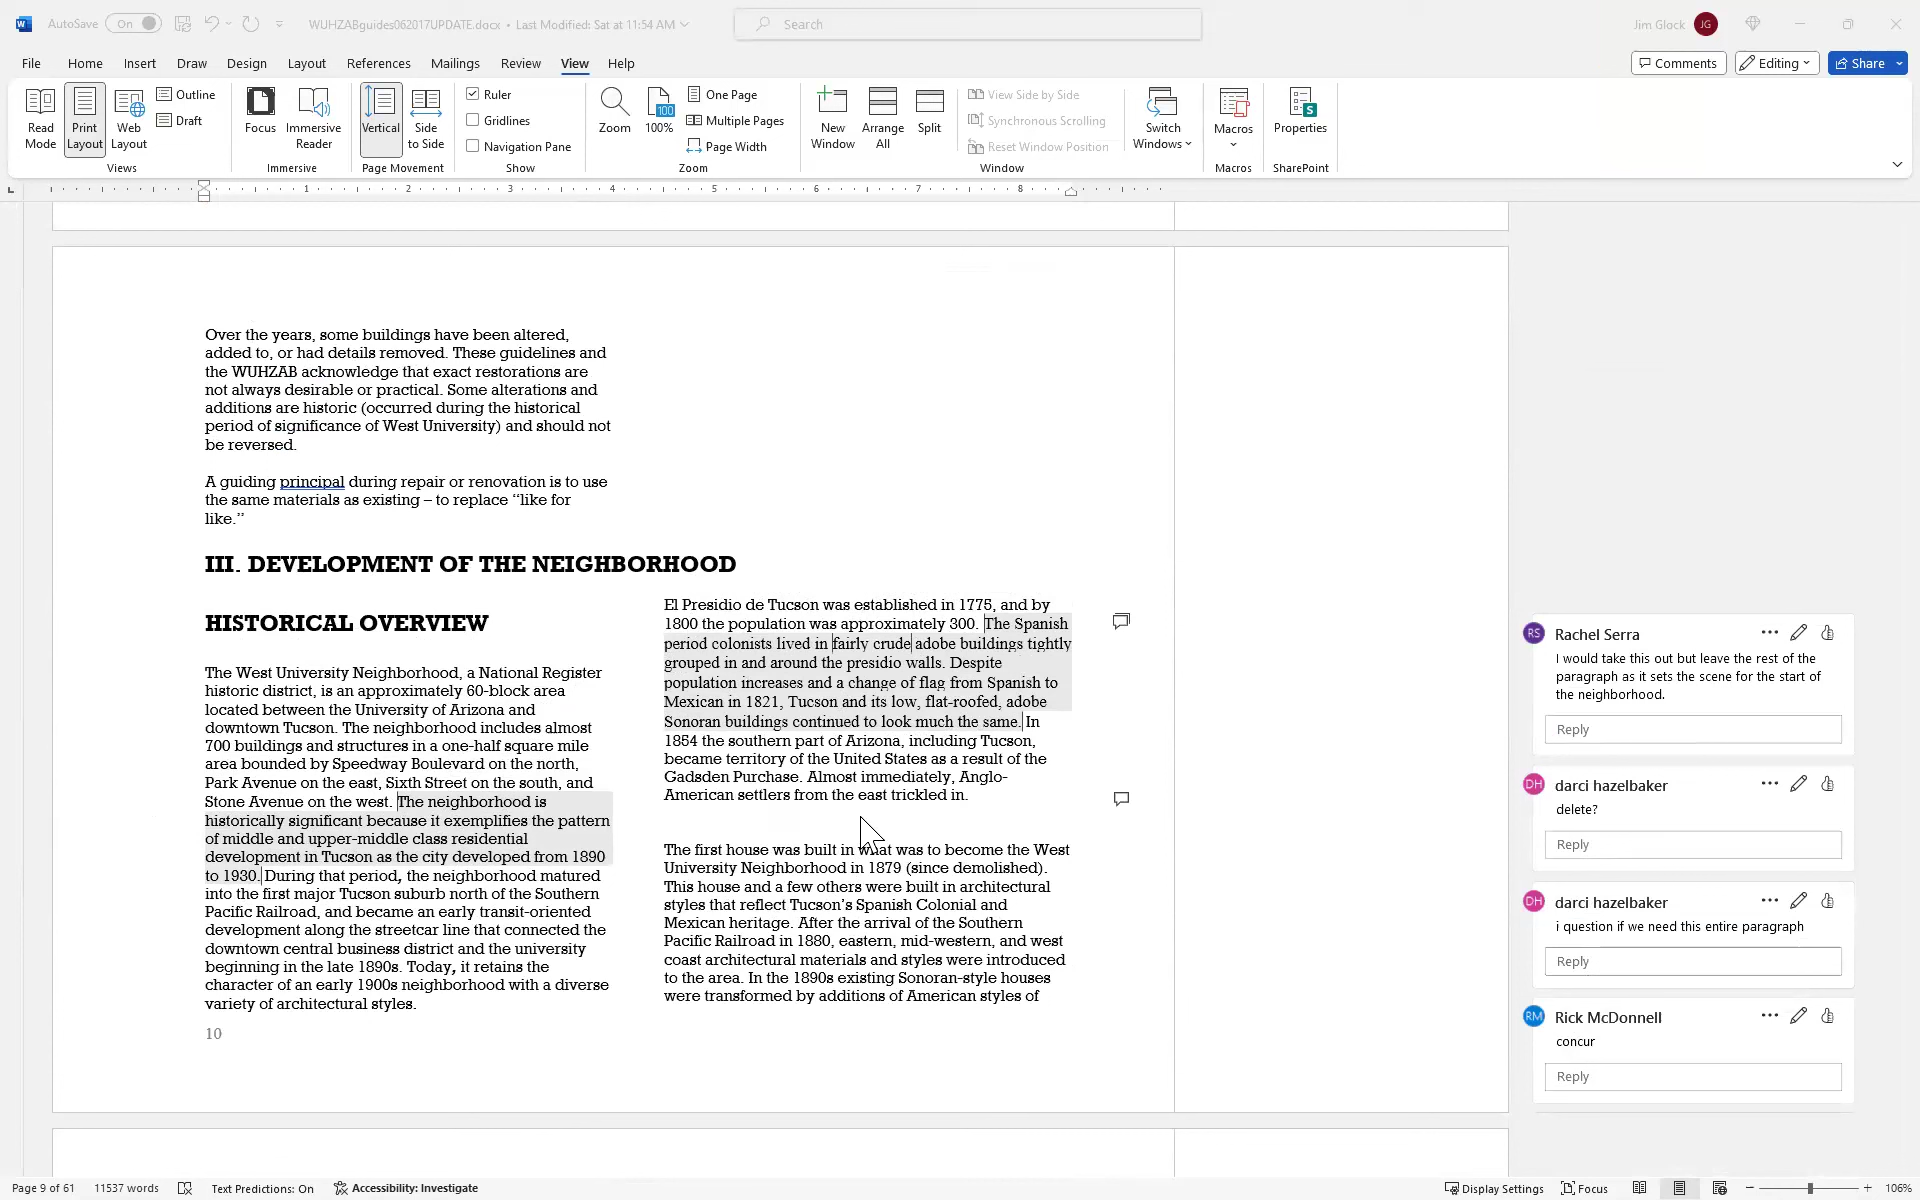 AutoSave On WUHZABguides062017UPDATE.docx • Last Modified: Sat at 11:54 AM Search Jim Glock JG
File Home Insert Draw Design Layout References Mailings Review View Help Comments Editing Share
Read Mode
Print Layout
Web Layout
Outline
Draft
Views
Focus
Immersive Reader
Immersive
Vertical
Side to Side
Page Movement
Ruler
Gridlines
Navigation Pane
Show
Zoom
100
100%
One Page
Multiple Pages
Page Width
Zoom
New Window
Arrange All
Split
View Side by Side
Synchronous Scrolling
Reset Window Position
Switch Windows
Window
Macros
Macros
Properties
SharePoint
1 2 3 4 5 6 7 8
Over the years, some buildings have been altered,
added to, or had details removed. These guidelines and
the WUHZAB acknowledge that exact restorations are
not always desirable or practical. Some alterations and
additions are historic (occurred during the historical
period of significance of West University) and should not
be reversed.
A guiding principal during repair or renovation is to use
the same materials as existing – to replace “like for
like.”
III. DEVELOPMENT OF THE NEIGHBORHOOD
HISTORICAL OVERVIEW
The West University Neighborhood, a National Register
historic district, is an approximately 60-block area
located between the University of Arizona and
downtown Tucson. The neighborhood includes almost
700 buildings and structures in a one-half square mile
area bounded by Speedway Boulevard on the north,
Park Avenue on the east, Sixth Street on the south, and
Stone Avenue on the west. The neighborhood is
historically significant because it exemplifies the pattern
of middle and upper-middle class residential
development in Tucson as the city developed from 1890
to 1930. During that period, the neighborhood matured
into the first major Tucson suburb north of the Southern
Pacific Railroad, and became an early transit-oriented
development along the streetcar line that connected the
downtown central business district and the university
beginning in the late 1890s. Today, it retains the
character of an early 1900s neighborhood with a diverse
variety of architectural styles.
10
El Presidio de Tucson was established in 1775, and by
1800 the population was approximately 300. The Spanish
period colonists lived in fairly crude adobe buildings tightly
grouped in and around the presidio walls. Despite
population increases and a change of flag from Spanish to
Mexican in 1821, Tucson and its low, flat-roofed, adobe
Sonoran buildings continued to look much the same. In
1854 the southern part of Arizona, including Tucson,
became territory of the United States as a result of the
Gadsden Purchase. Almost immediately, Anglo-
American settlers from the east trickled in.
The first house was built in what was to become the West
University Neighborhood in 1879 (since demolished).
This house and a few others were built in architectural
styles that reflect Tucson’s Spanish Colonial and
Mexican heritage. After the arrival of the Southern
Pacific Railroad in 1880, eastern, mid-western, and west
coast architectural materials and styles were introduced
to the area. In the 1890s existing Sonoran-style houses
were transformed by additions of American styles of
RS Rachel Serra
I would take this out but leave the rest of the
paragraph as it sets the scene for the start of
the neighborhood.
Reply
DH darci hazelbaker
delete?
Reply
DH darci hazelbaker
i question if we need this entire paragraph
Reply
RM Rick McDonnell
concur
Reply
Page 9 of 61 11537 words Text Predictions: On Accessibility: Investigate Display Settings Focus 106%